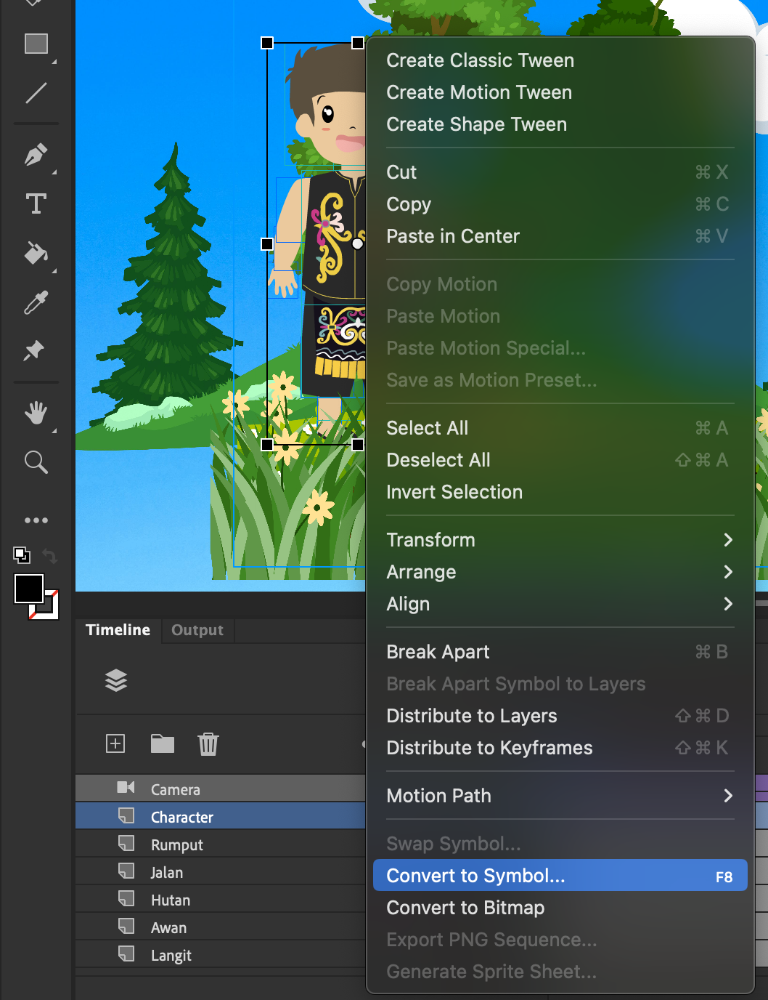 Create Classic Tween
Create Motion Tween
Create Shape Tween
Cut ⌘ X
Copy ⌘ C
Paste in Center ⌘ V
Copy Motion
Paste Motion
Paste Motion Special...
Save as Motion Preset...
Select All ⌘ A
Deselect All ⇧ ⌘ A
Invert Selection
Transform
Arrange
Align
Break Apart ⌘ B
Break Apart Symbol to Layers
Distribute to Layers ⇧ ⌘ D
Distribute to Keyframes ⇧ ⌘ K
Motion Path
Swap Symbol...
Convert to Symbol... F8
Convert to Bitmap
Export PNG Sequence...
Generate Sprite Sheet...
T
Timeline Output
Camera
Character
Rumput
Jalan
Hutan
Awan
Langit